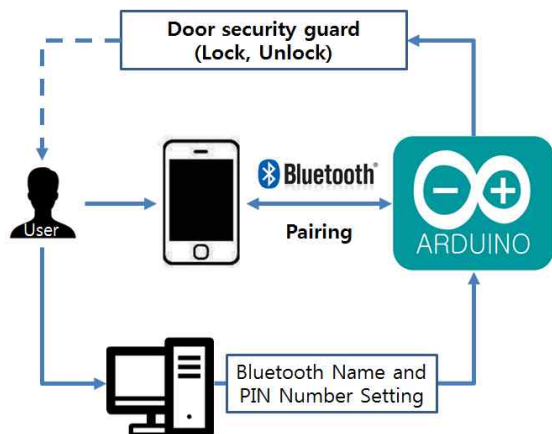 Door security guard
(Lock, Unlock)
Bluetooth®
User
Pairing
ARDUINO
Bluetooth Name and
PIN Number Setting